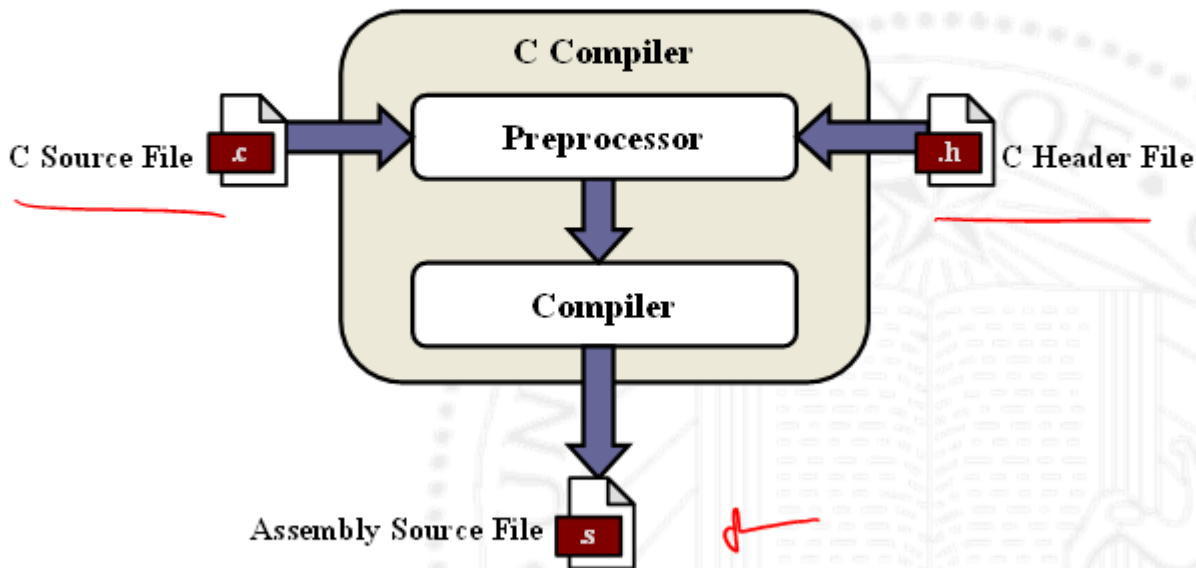 C Compiler
Preprocessor
C Source File
.c
.h
C Header File
Compiler
Assembly Source File
.s